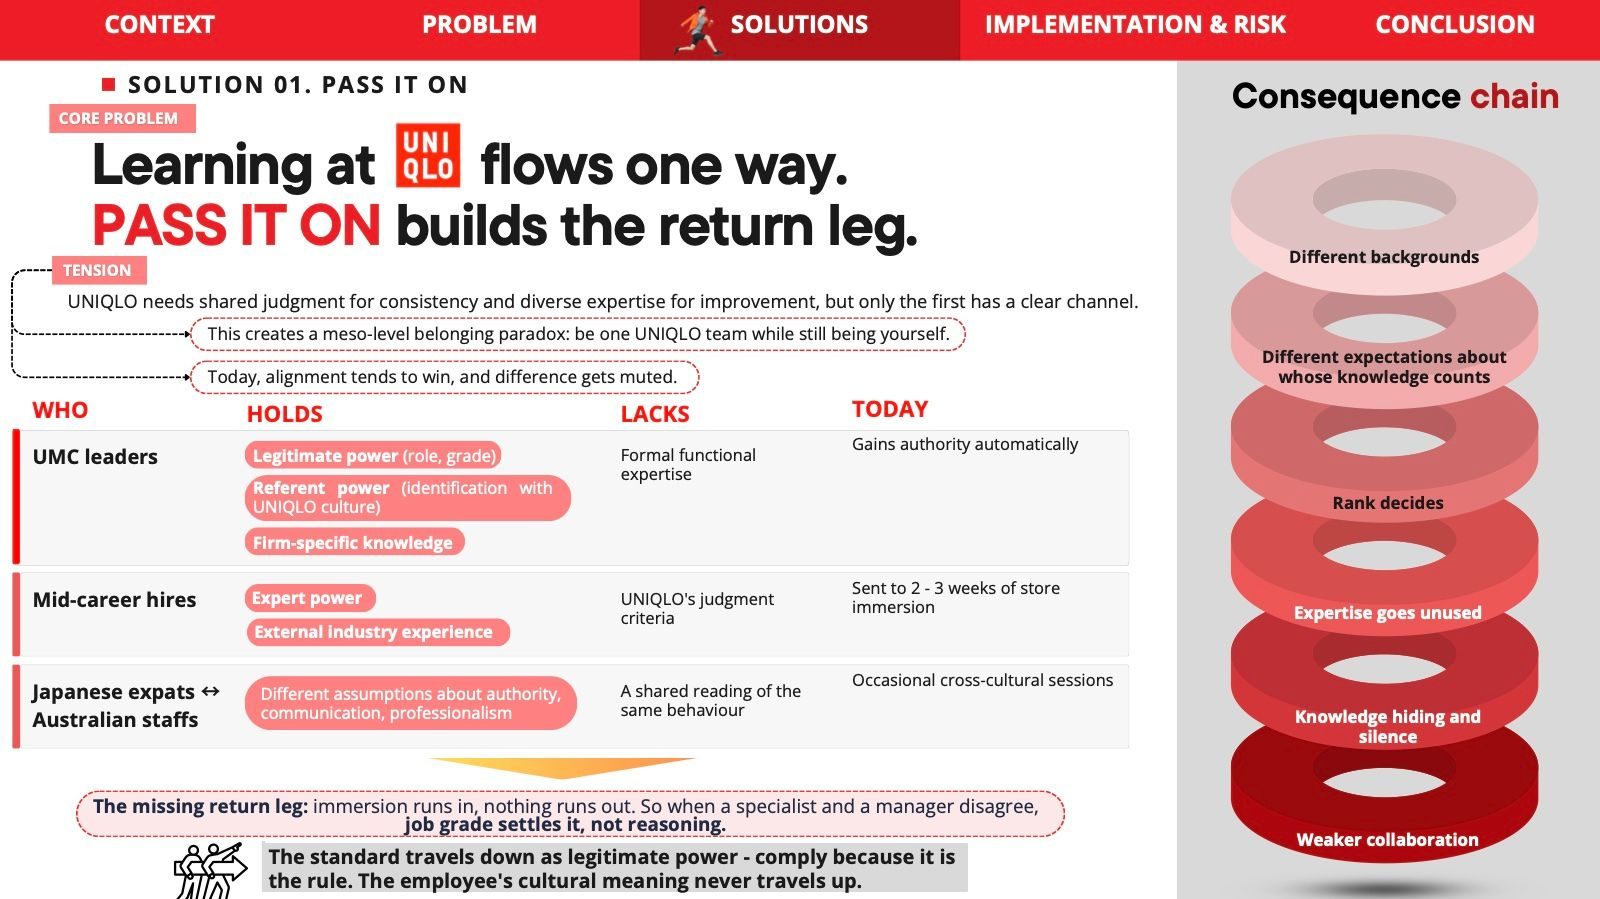 CONTEXT
PROBLEM
SOLUTIONS
IMPLEMENTATION & RISK
CONCLUSION
SOLUTION 01. PASS IT ON
CORE PROBLEM
Learning at UNI QLO flows one way.
PASS IT ON builds the return leg.
TENSION
UNIQLO needs shared judgment for consistency and diverse expertise for improvement, but only the first has a clear channel.
This creates a meso-level belonging paradox: be one UNIQLO team while still being yourself.
Today, alignment tends to win, and difference gets muted.
WHO
HOLDS
LACKS
TODAY
UMC leaders
Legitimate power (role, grade)
Referent power (identification with
UNIQLO culture)
Firm-specific knowledge
Formal functional
expertise
Gains authority automatically
Mid-career hires
Expert power
External industry experience
UNIQLO's judgment
criteria
Sent to 2 - 3 weeks of store
immersion
Japanese expats ↔
Australian staffs
Different assumptions about authority,
communication, professionalism
A shared reading of the
same behaviour
Occasional cross-cultural sessions
The missing return leg: immersion runs in, nothing runs out. So when a specialist and a manager disagree,
job grade settles it, not reasoning.
The standard travels down as legitimate power - comply because it is
the rule. The employee's cultural meaning never travels up.
Consequence chain
Different backgrounds
Different expectations about
whose knowledge counts
Rank decides
Expertise goes unused
Knowledge hiding and
silence
Weaker collaboration